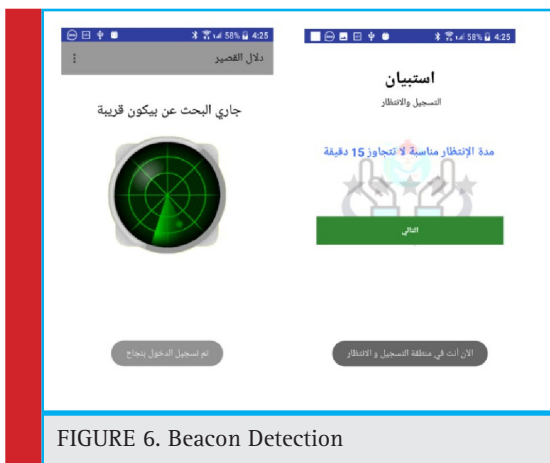 58% 4:25
دلال القصير
جاري البحث عن بيكون قريبة
تم تسجيل الدخول بنجاح
58% 4:25
استبيان
التسجيل والانتظار
مدة الإنتظار مناسبة لا تتجاوز 15 دقيقة
التالي
الآن أنت في منطقة التسجيل و الانتظار
FIGURE 6. Beacon Detection